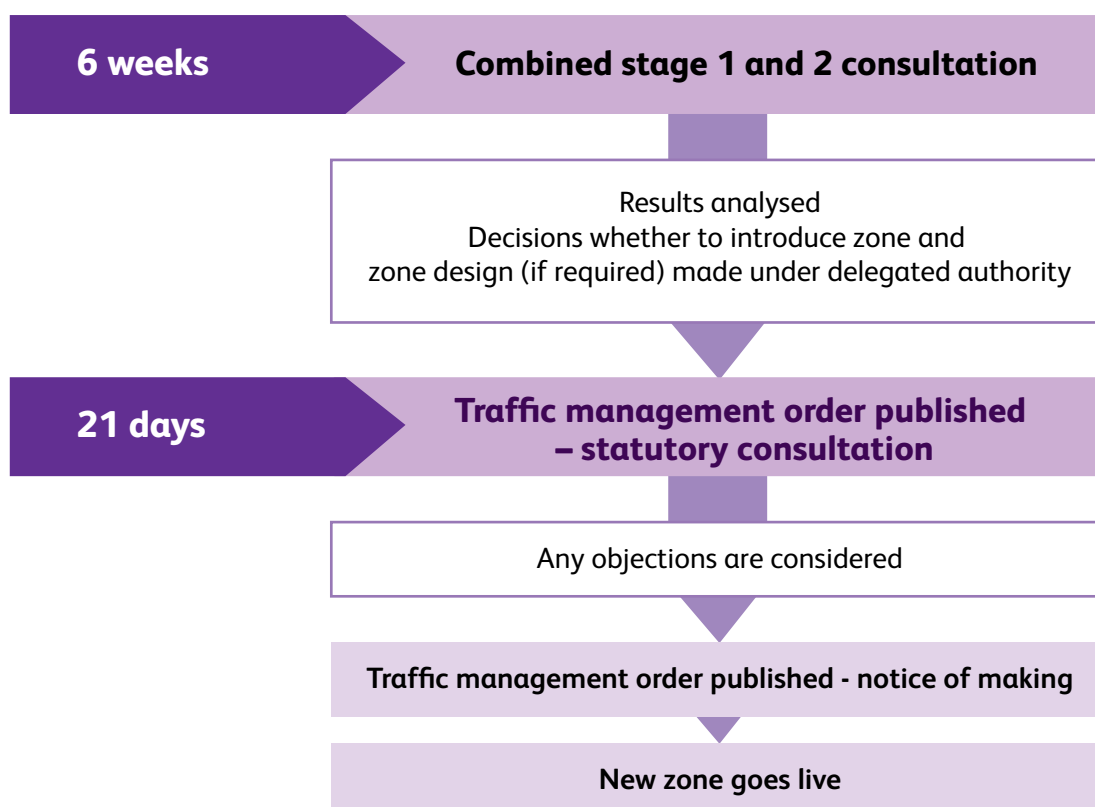 6 weeks
Combined stage 1 and 2 consultation
Results analysed
Decisions whether to introduce zone and
zone design (if required) made under delegated authority
21 days
Traffic management order published
– statutory consultation
Any objections are considered
Traffic management order published - notice of making
New zone goes live